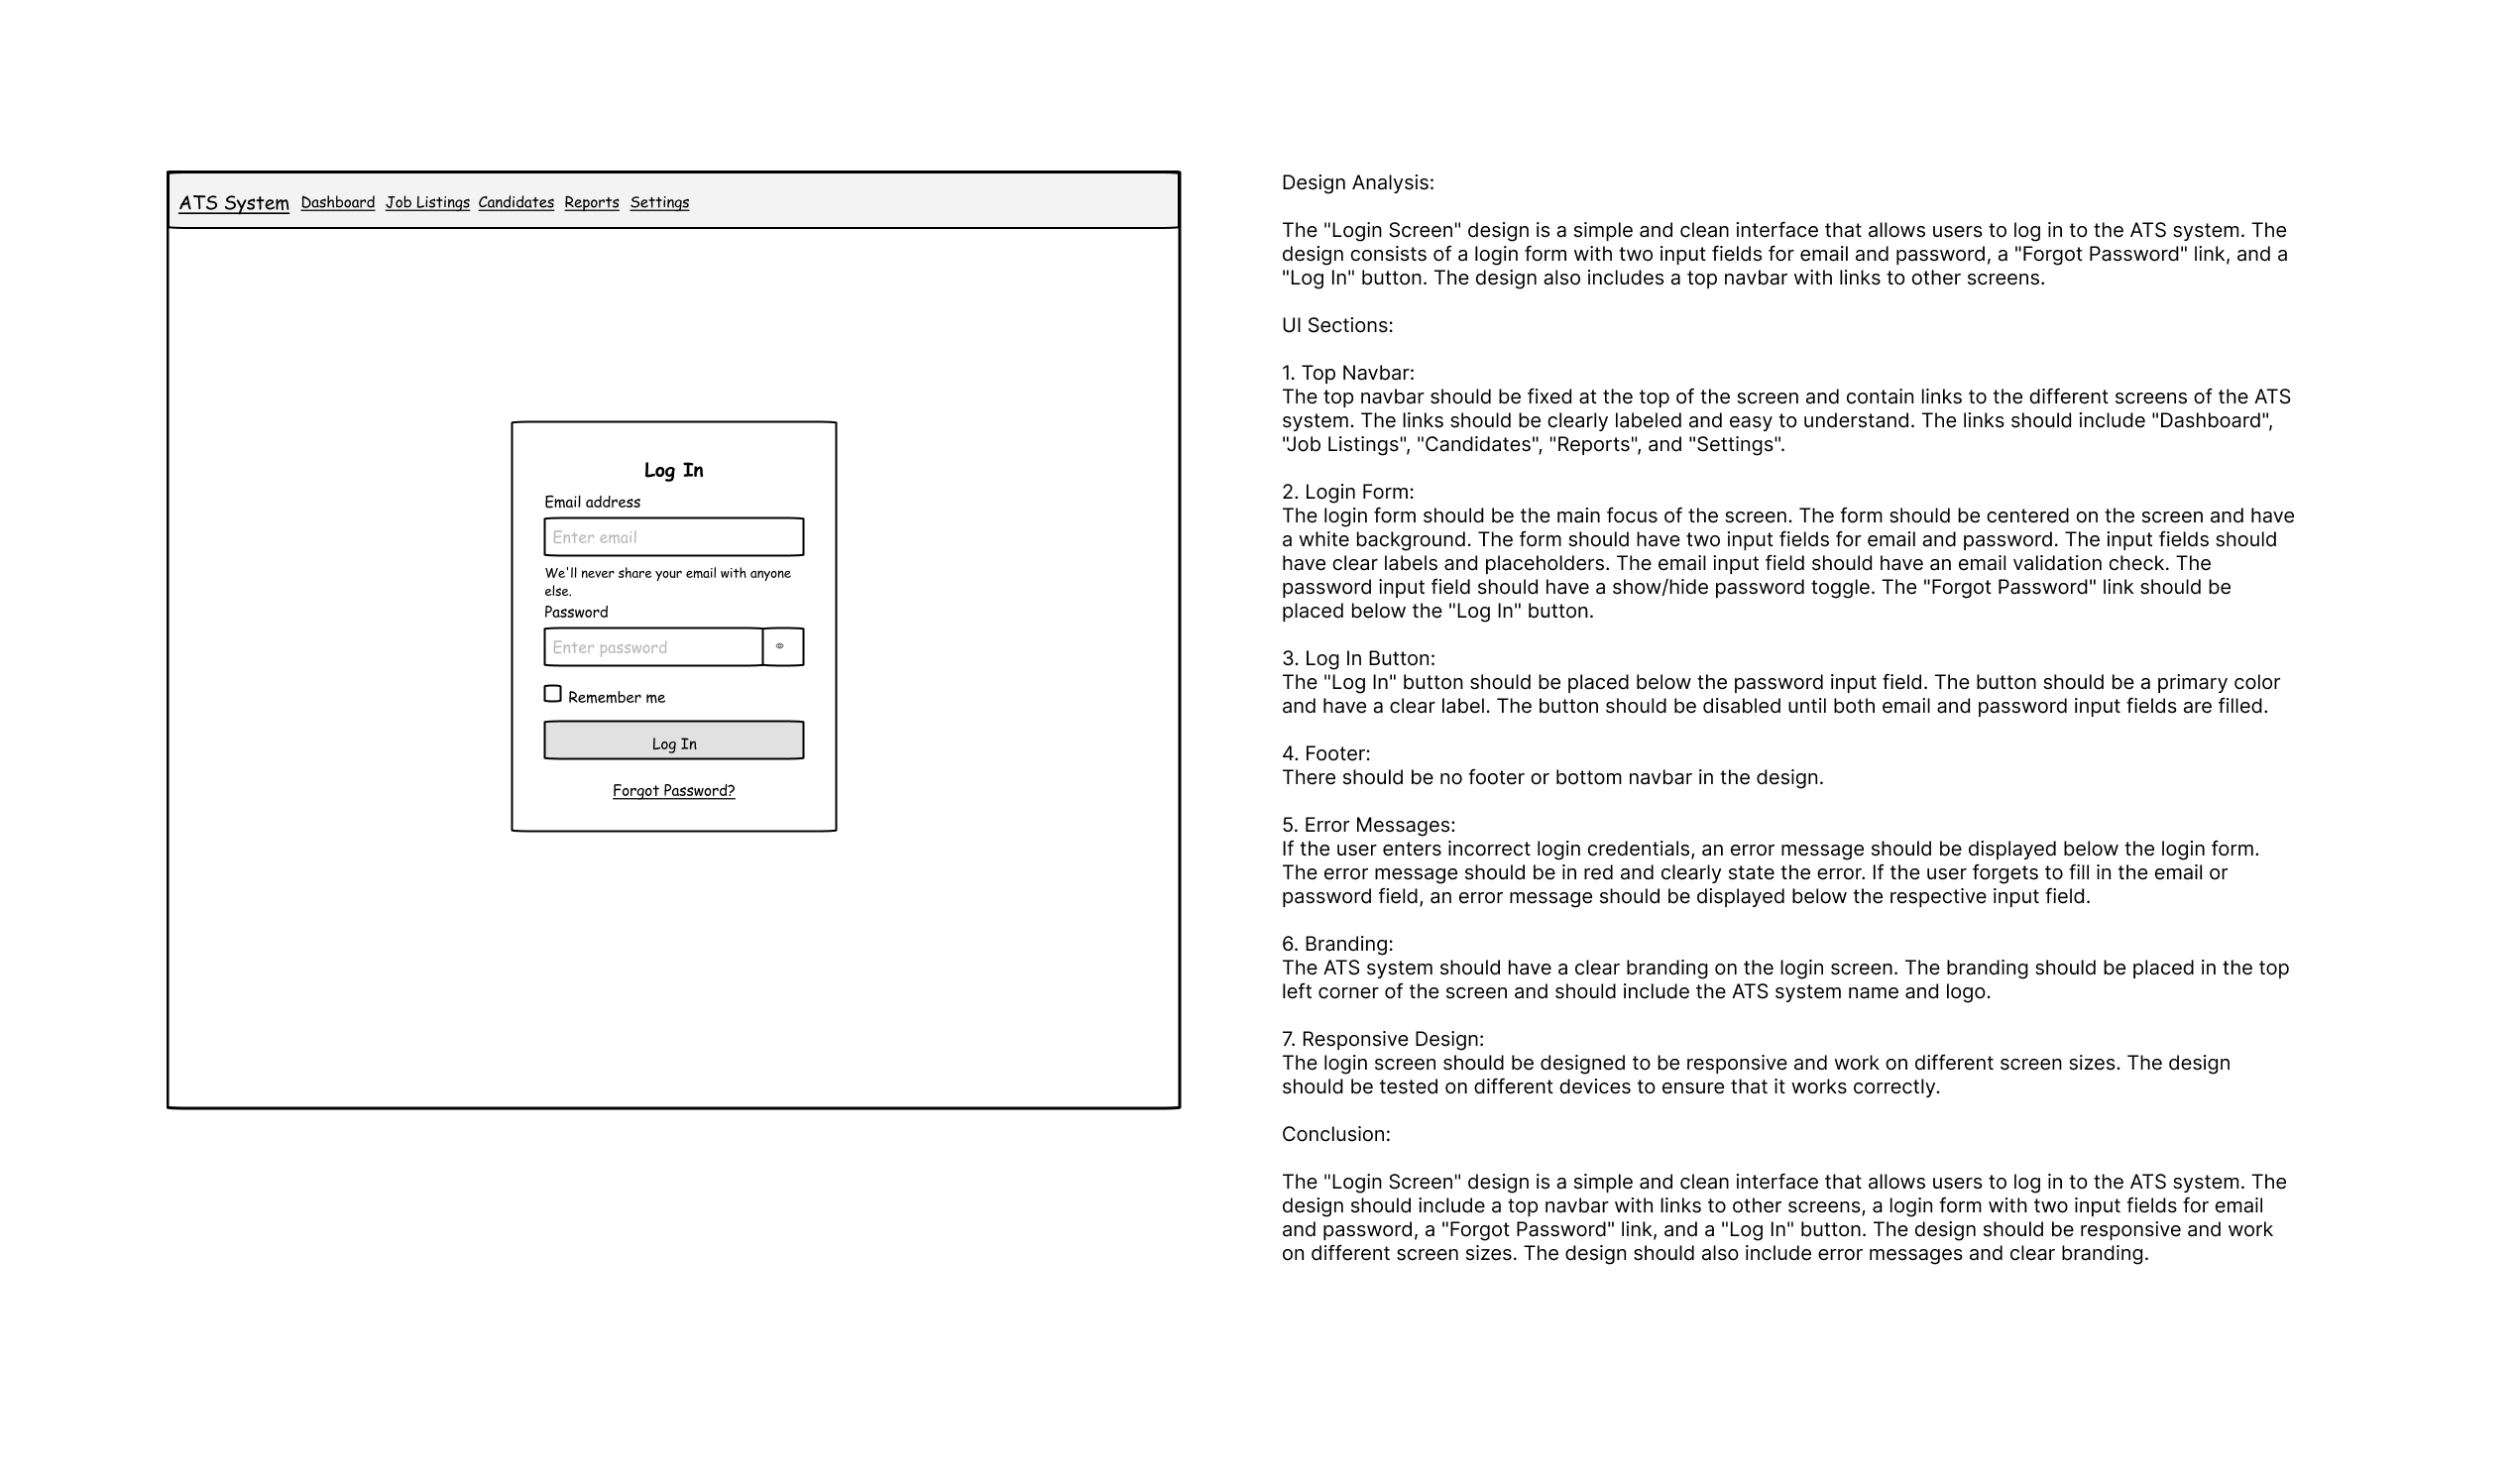 ATS System Dashboard Job Listings Candidates Reports Settings
Log In
Email address
Enter email
We'll never share your email with anyone
else.
Password
Enter password
Remember me
Log In
Forgot Password?
Design Analysis:
The "Login Screen" design is a simple and clean interface that allows users to log in to the ATS system. The
design consists of a login form with two input fields for email and password, a "Forgot Password" link, and a
"Log In" button. The design also includes a top navbar with links to other screens.
UI Sections:
1. Top Navbar:
The top navbar should be fixed at the top of the screen and contain links to the different screens of the ATS
system. The links should be clearly labeled and easy to understand. The links should include "Dashboard",
"Job Listings", "Candidates", "Reports", and "Settings".
2. Login Form:
The login form should be the main focus of the screen. The form should be centered on the screen and have
a white background. The form should have two input fields for email and password. The input fields should
have clear labels and placeholders. The email input field should have an email validation check. The
password input field should have a show/hide password toggle. The "Forgot Password" link should be
placed below the "Log In" button.
3. Log In Button:
The "Log In" button should be placed below the password input field. The button should be a primary color
and have a clear label. The button should be disabled until both email and password input fields are filled.
4. Footer:
There should be no footer or bottom navbar in the design.
5. Error Messages:
If the user enters incorrect login credentials, an error message should be displayed below the login form.
The error message should be in red and clearly state the error. If the user forgets to fill in the email or
password field, an error message should be displayed below the respective input field.
6. Branding:
The ATS system should have a clear branding on the login screen. The branding should be placed in the top
left corner of the screen and should include the ATS system name and logo.
7. Responsive Design:
The login screen should be designed to be responsive and work on different screen sizes. The design
should be tested on different devices to ensure that it works correctly.
Conclusion:
The "Login Screen" design is a simple and clean interface that allows users to log in to the ATS system. The
design should include a top navbar with links to other screens, a login form with two input fields for email
and password, a "Forgot Password" link, and a "Log In" button. The design should be responsive and work
on different screen sizes. The design should also include error messages and clear branding.